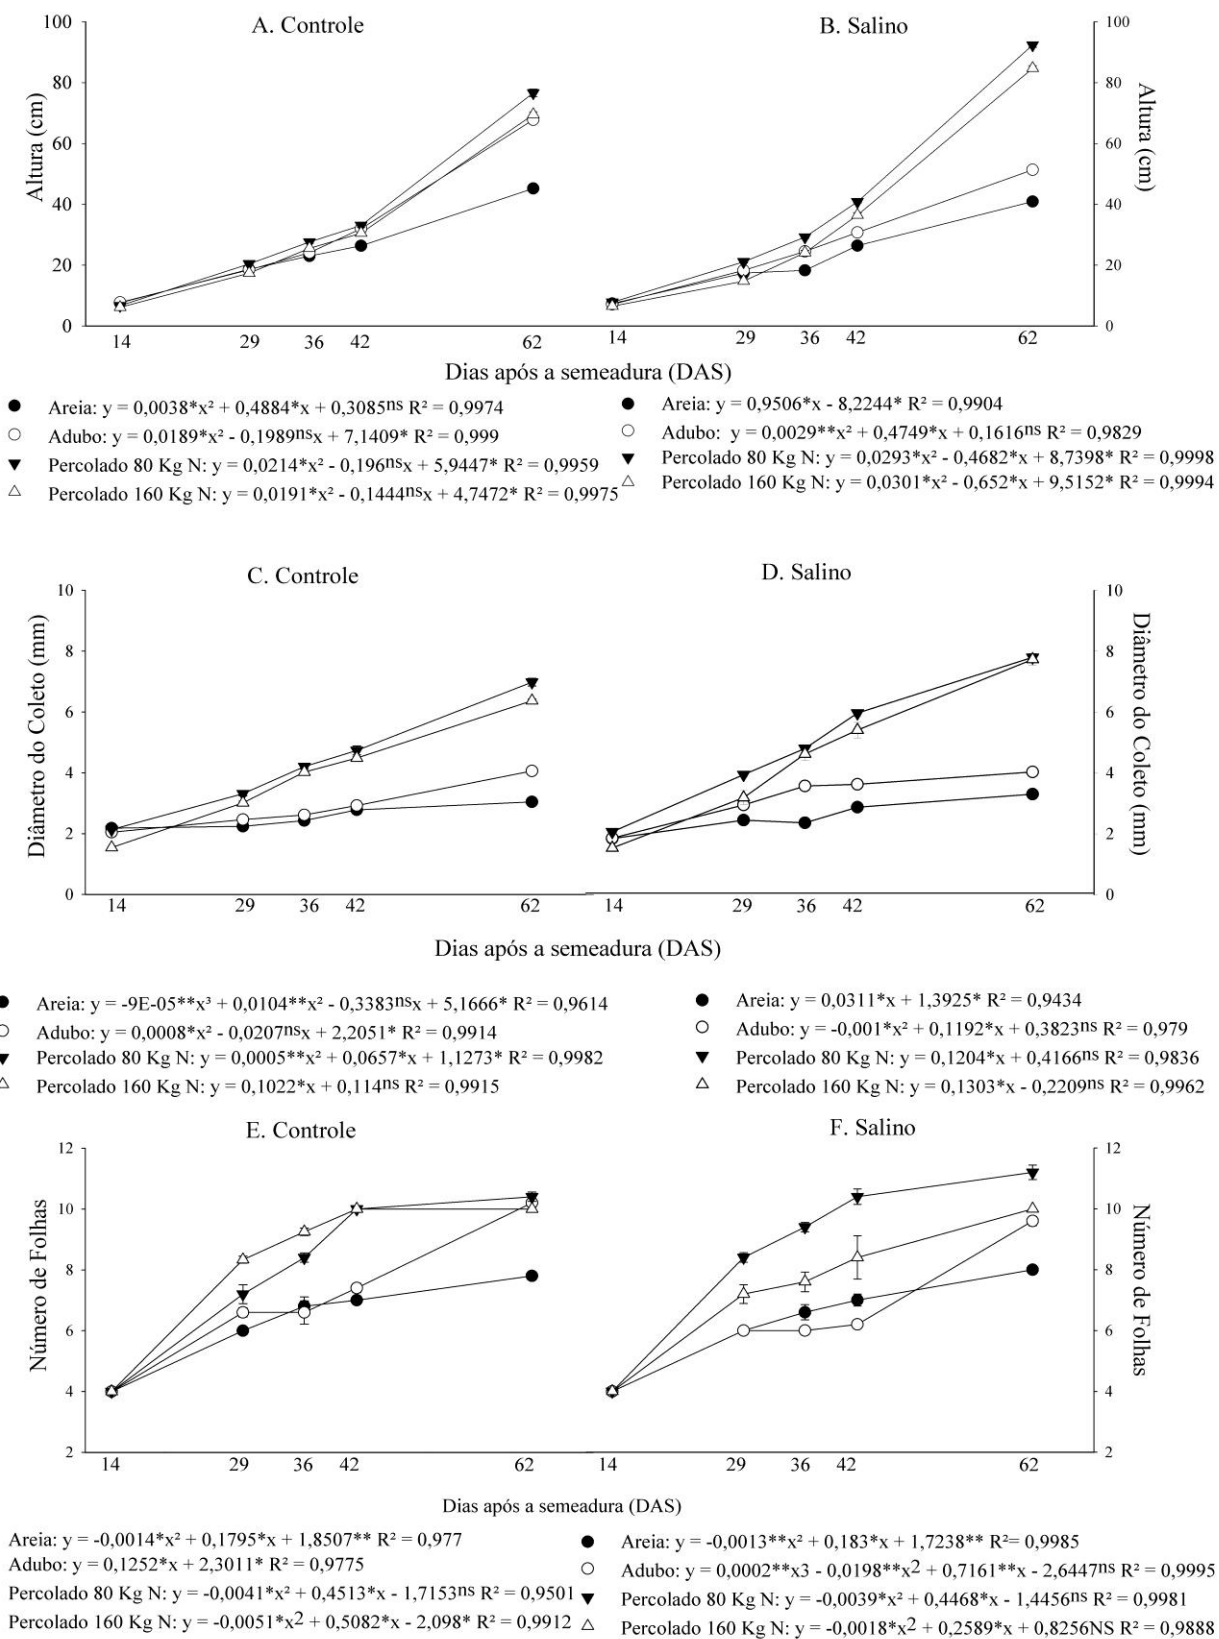 A. Controle
B. Salino
100
80
60
40
20
0
Altura (cm)
100
80
60
40
20
0
Altura (cm)
14 29 36 42 62
14 29 36 42 62
Dias após a semeadura (DAS)
Areia: y = 0,0038*x² + 0,4884*x + 0,3085ns R² = 0,9974
Adubo: y = 0,0189*x² - 0,1989nsx + 7,1409* R² = 0,999
Percolado 80 Kg N: y = 0,0214*x² - 0,196nsx + 5,9447* R² = 0,9959
Percolado 160 Kg N: y = 0,0191*x² - 0,1444nsx + 4,7472* R² = 0,9975
Areia: y = 0,9506*x - 8,2244* R² = 0,9904
Adubo: y = 0,0029**x² + 0,4749*x + 0,1616ns R² = 0,9829
Percolado 80 Kg N: y = 0,0293*x² - 0,4682*x + 8,7398* R² = 0,9998
Percolado 160 Kg N: y = 0,0301*x² - 0,652*x + 9,5152* R² = 0,9994
C. Controle
D. Salino
10
8
6
4
2
0
Diâmetro do Coleto (mm)
10
8
6
4
2
0
Diâmetro do Coleto (mm)
14 29 36 42 62
14 29 36 42 62
Dias após a semeadura (DAS)
Areia: y = -9E-05**x³ + 0,0104**x² - 0,3383nsx + 5,1666* R² = 0,9614
Adubo: y = 0,0008*x² - 0,0207nsx + 2,2051* R² = 0,9914
Percolado 80 Kg N: y = 0,0005**x² + 0,0657*x + 1,1273* R² = 0,9982
Percolado 160 Kg N: y = 0,1022*x + 0,114ns R² = 0,9915
Areia: y = 0,0311*x + 1,3925* R² = 0,9434
Adubo: y = -0,001*x² + 0,1192*x + 0,3823ns R² = 0,979
Percolado 80 Kg N: y = 0,1204*x + 0,4166ns R² = 0,9836
Percolado 160 Kg N: y = 0,1303*x - 0,2209ns R² = 0,9962
E. Controle
F. Salino
12
10
8
6
4
2
Número de Folhas
12
10
8
6
4
2
Número de Folhas
14 29 36 42 62
14 29 36 42 62
Dias após a semeadura (DAS)
Areia: y = -0,0014*x² + 0,1795*x + 1,8507** R² = 0,977
Adubo: y = 0,1252*x + 2,3011* R² = 0,9775
Percolado 80 Kg N: y = -0,0041*x² + 0,4513*x - 1,7153ns R² = 0,9501
Percolado 160 Kg N: y = -0,0051*x2 + 0,5082*x - 2,098* R² = 0,9912
Areia: y = -0,0013**x² + 0,183*x + 1,7238** R²= 0,9985
Adubo: y = 0,0002**x3 - 0,0198**x2 + 0,7161**x - 2,6447ns R² = 0,9995
Percolado 80 Kg N: y = -0,0039*x² + 0,4468*x - 1,4456ns R² = 0,9981
Percolado 160 Kg N: y = -0,0018*x2 + 0,2589*x + 0,8256NS R² = 0,9888